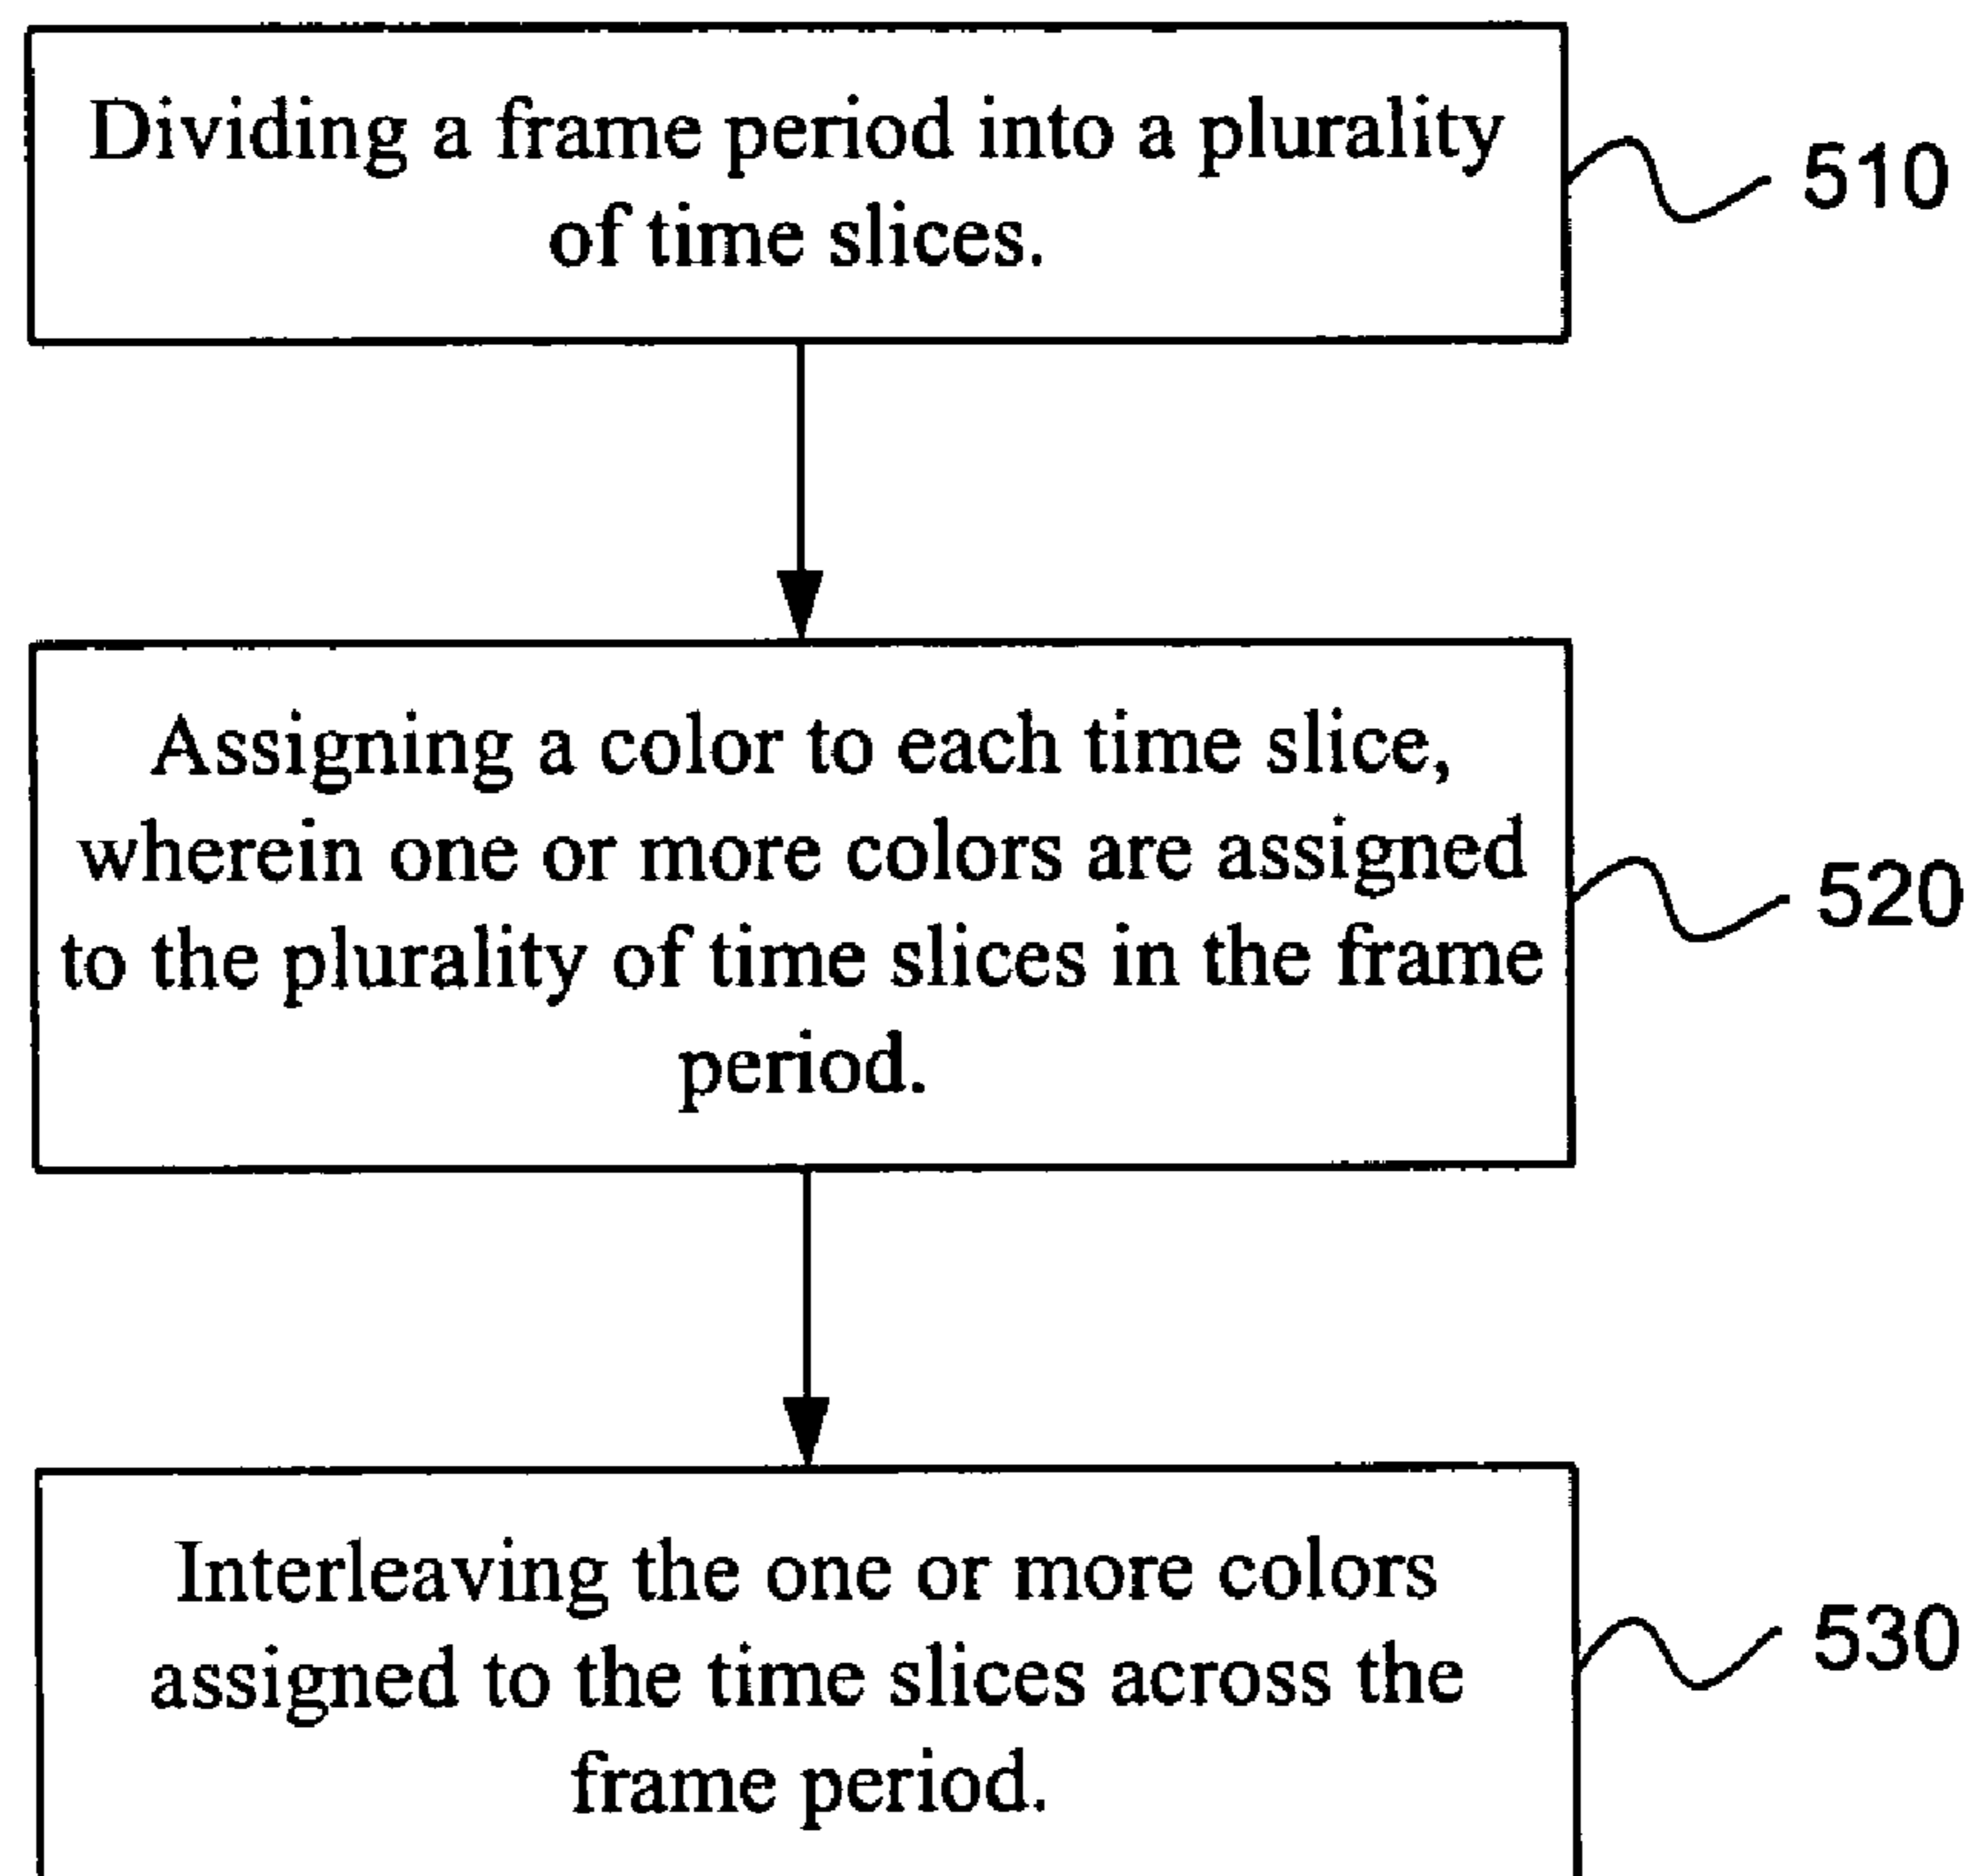 Dividing a frame period into a plurality
of time slices.
510
Assigning a color to each time slice,
wherein one or more colors are assigned
to the plurality of time slices in the frame
period.
520
Interleaving the one or more colors
assigned to the time slices across the
frame period.
530